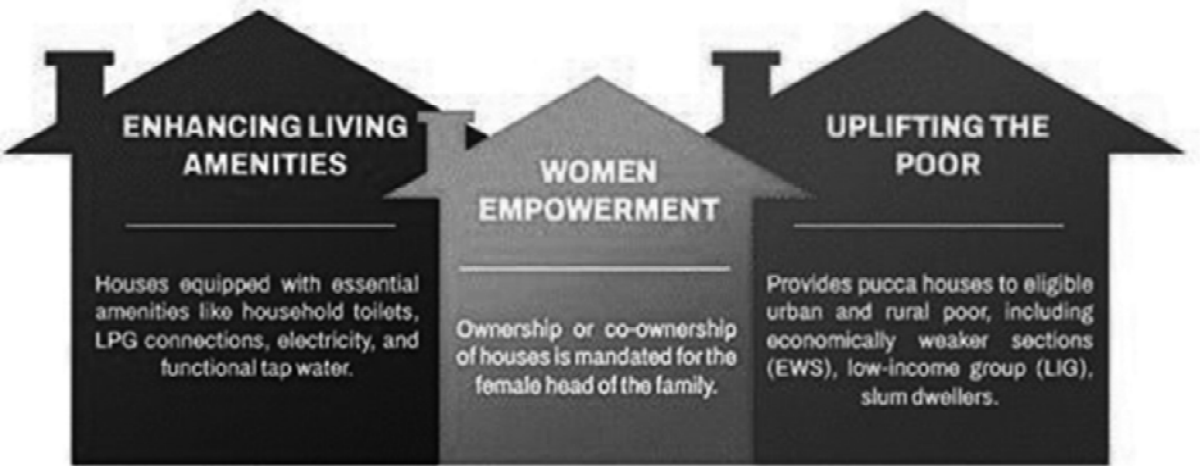 ENHANCING LIVING
AMENITIES
Houses equipped with essential
amenities like household toilets,
LPG connections, electricity, and
functional tap water.
WOMEN
EMPOWERMENT
Ownership or co-ownership
of houses is mandated for the
female head of the family.
UPLIFTING THE
POOR
Provides pucca houses to eligible
urban and rural poor, including
economically weaker sections
(EWS), low-income group (LIG),
slum dwellers.